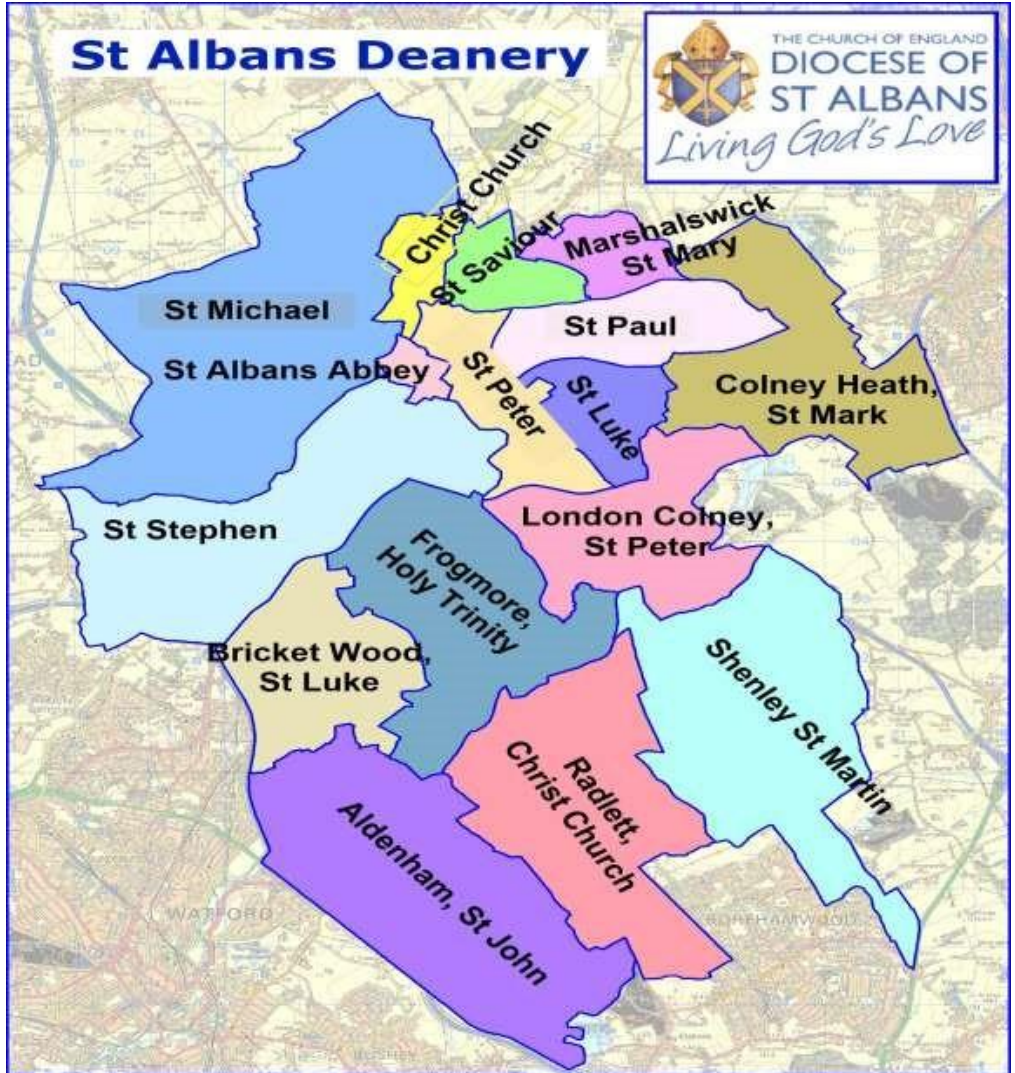 St Albans Deanery
THE CHURCH OF ENGLAND
DIOCESE OF
ST ALBANS
Living God's Love
Christ Church
St Saviour
Marshalswick
St Mary
St Michael
St Paul
St Albans Abbey
St Peter
St Luke
Colney Heath,
St Mark
St Stephen
London Colney,
St Peter
Frogmore,
Holy Trinity
Bricket Wood,
St Luke
Shenley St Martin
Radlett,
Christ Church
Aldenham, St John
WATFORD
BOREHAMWOOD
BUSHEY